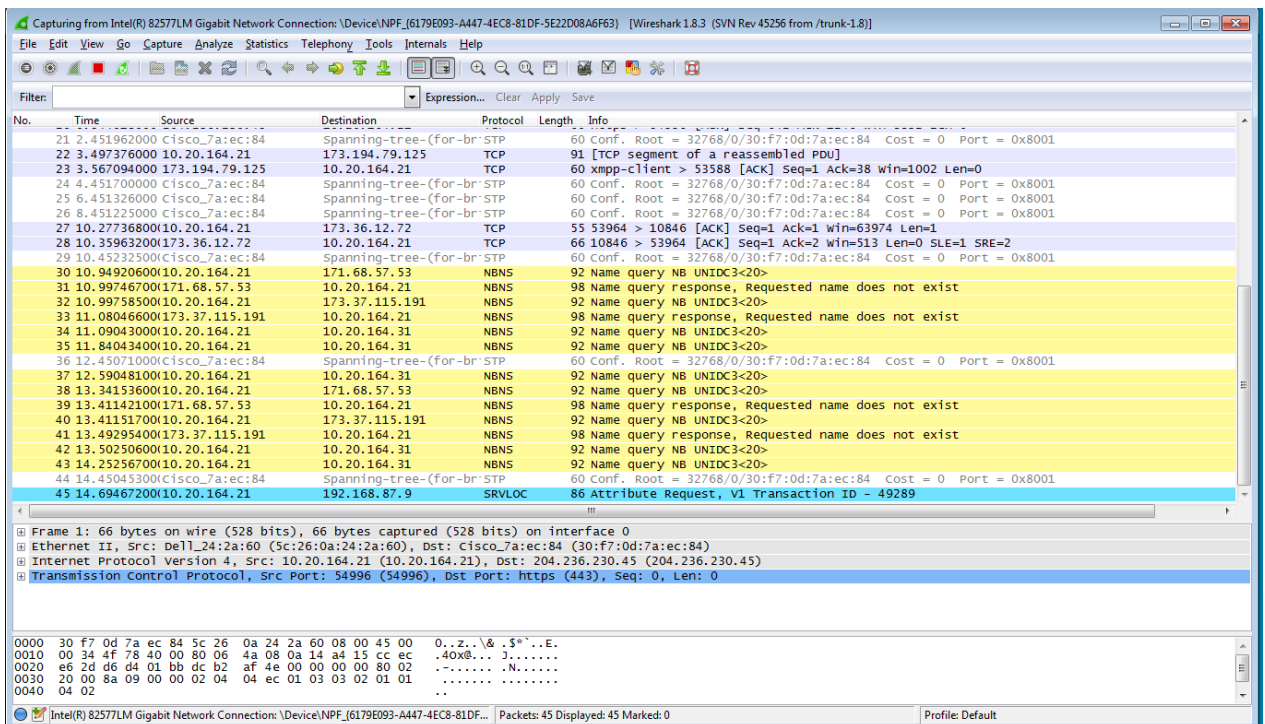 Capturing from Intel(R) 82577LM Gigabit Network Connection: \Device\NPF_{6179E093-A447-4EC8-81DF-5E22D08A6F63} [Wireshark 1.8.3 (SVN Rev 45256 from /trunk-1.8)]
File Edit View Go Capture Analyze Statistics Telephony Tools Internals Help
Filter: Expression... Clear Apply Save
No. Time Source Destination Protocol Length Info
21 2.451962000 Cisco_7a:ec:84 Spanning-tree-(for-br STP 60 Conf. Root = 32768/0/30:f7:0d:7a:ec:84 Cost = 0 Port = 0x8001
22 3.497376000 10.20.164.21 173.194.79.125 TCP 91 [TCP segment of a reassembled PDU]
23 3.567094000 173.194.79.125 10.20.164.21 TCP 60 xmpp-client > 53588 [ACK] Seq=1 Ack=38 Win=1002 Len=0
24 4.451700000 Cisco_7a:ec:84 Spanning-tree-(for-br STP 60 Conf. Root = 32768/0/30:f7:0d:7a:ec:84 Cost = 0 Port = 0x8001
25 6.451326000 Cisco_7a:ec:84 Spanning-tree-(for-br STP 60 Conf. Root = 32768/0/30:f7:0d:7a:ec:84 Cost = 0 Port = 0x8001
26 8.451225000 Cisco_7a:ec:84 Spanning-tree-(for-br STP 60 Conf. Root = 32768/0/30:f7:0d:7a:ec:84 Cost = 0 Port = 0x8001
27 10.27736800(10.20.164.21 173.36.12.72 TCP 55 53964 > 10846 [ACK] Seq=1 Ack=1 Win=63974 Len=1
28 10.35963200(173.36.12.72 10.20.164.21 TCP 66 10846 > 53964 [ACK] Seq=1 Ack=2 Win=513 Len=0 SLE=1 SRE=2
29 10.45232500(Cisco_7a:ec:84 Spanning-tree-(for-br STP 60 Conf. Root = 32768/0/30:f7:0d:7a:ec:84 Cost = 0 Port = 0x8001
30 10.94920600(10.20.164.21 171.68.57.53 NBNS 92 Name query NB UNIDC3<20>
31 10.99746700(171.68.57.53 10.20.164.21 NBNS 98 Name query response, Requested name does not exist
32 10.99758500(10.20.164.21 173.37.115.191 NBNS 92 Name query NB UNIDC3<20>
33 11.08046600(173.37.115.191 10.20.164.21 NBNS 98 Name query response, Requested name does not exist
34 11.09043000(10.20.164.21 10.20.164.31 NBNS 92 Name query NB UNIDC3<20>
35 11.84043400(10.20.164.21 10.20.164.31 NBNS 92 Name query NB UNIDC3<20>
36 12.45071000(Cisco_7a:ec:84 Spanning-tree-(for-br STP 60 Conf. Root = 32768/0/30:f7:0d:7a:ec:84 Cost = 0 Port = 0x8001
37 12.59048100(10.20.164.21 10.20.164.31 NBNS 92 Name query NB UNIDC3<20>
38 13.34153600(10.20.164.21 171.68.57.53 NBNS 92 Name query NB UNIDC3<20>
39 13.41142100(171.68.57.53 10.20.164.21 NBNS 98 Name query response, Requested name does not exist
40 13.41151700(10.20.164.21 173.37.115.191 NBNS 92 Name query NB UNIDC3<20>
41 13.49295400(173.37.115.191 10.20.164.21 NBNS 98 Name query response, Requested name does not exist
42 13.50250600(10.20.164.21 10.20.164.31 NBNS 92 Name query NB UNIDC3<20>
43 14.25256700(10.20.164.21 10.20.164.31 NBNS 92 Name query NB UNIDC3<20>
44 14.45045300(Cisco_7a:ec:84 Spanning-tree-(for-br STP 60 Conf. Root = 32768/0/30:f7:0d:7a:ec:84 Cost = 0 Port = 0x8001
45 14.69467200(10.20.164.21 192.168.87.9 SRVLOC 86 Attribute Request, V1 Transaction ID - 49289
Frame 1: 66 bytes on wire (528 bits), 66 bytes captured (528 bits) on interface 0
Ethernet II, Src: Dell_24:2a:60 (5c:26:0a:24:2a:60), Dst: Cisco_7a:ec:84 (30:f7:0d:7a:ec:84)
Internet Protocol Version 4, Src: 10.20.164.21 (10.20.164.21), Dst: 204.236.230.45 (204.236.230.45)
Transmission Control Protocol, Src Port: 54996 (54996), Dst Port: https (443), Seq: 0, Len: 0
0000 30 f7 0d 7a ec 84 5c 26 0a 24 2a 60 08 00 45 00 0..z..\& .$*`..E.
0010 00 34 4f 78 40 00 80 06 4a 08 0a 14 a4 15 cc ec .4Ox@... J.......
0020 e6 2d d6 d4 01 bb dc b2 af 4e 00 00 00 00 80 02 .-...... .N......
0030 20 00 8a 09 00 00 02 04 04 ec 01 03 03 02 01 01 ....... ........
0040 04 02 ..
Intel(R) 82577LM Gigabit Network Connection: \Device\NPF_{6179E093-A447-4EC8-81DF... Packets: 45 Displayed: 45 Marked: 0 Profile: Default